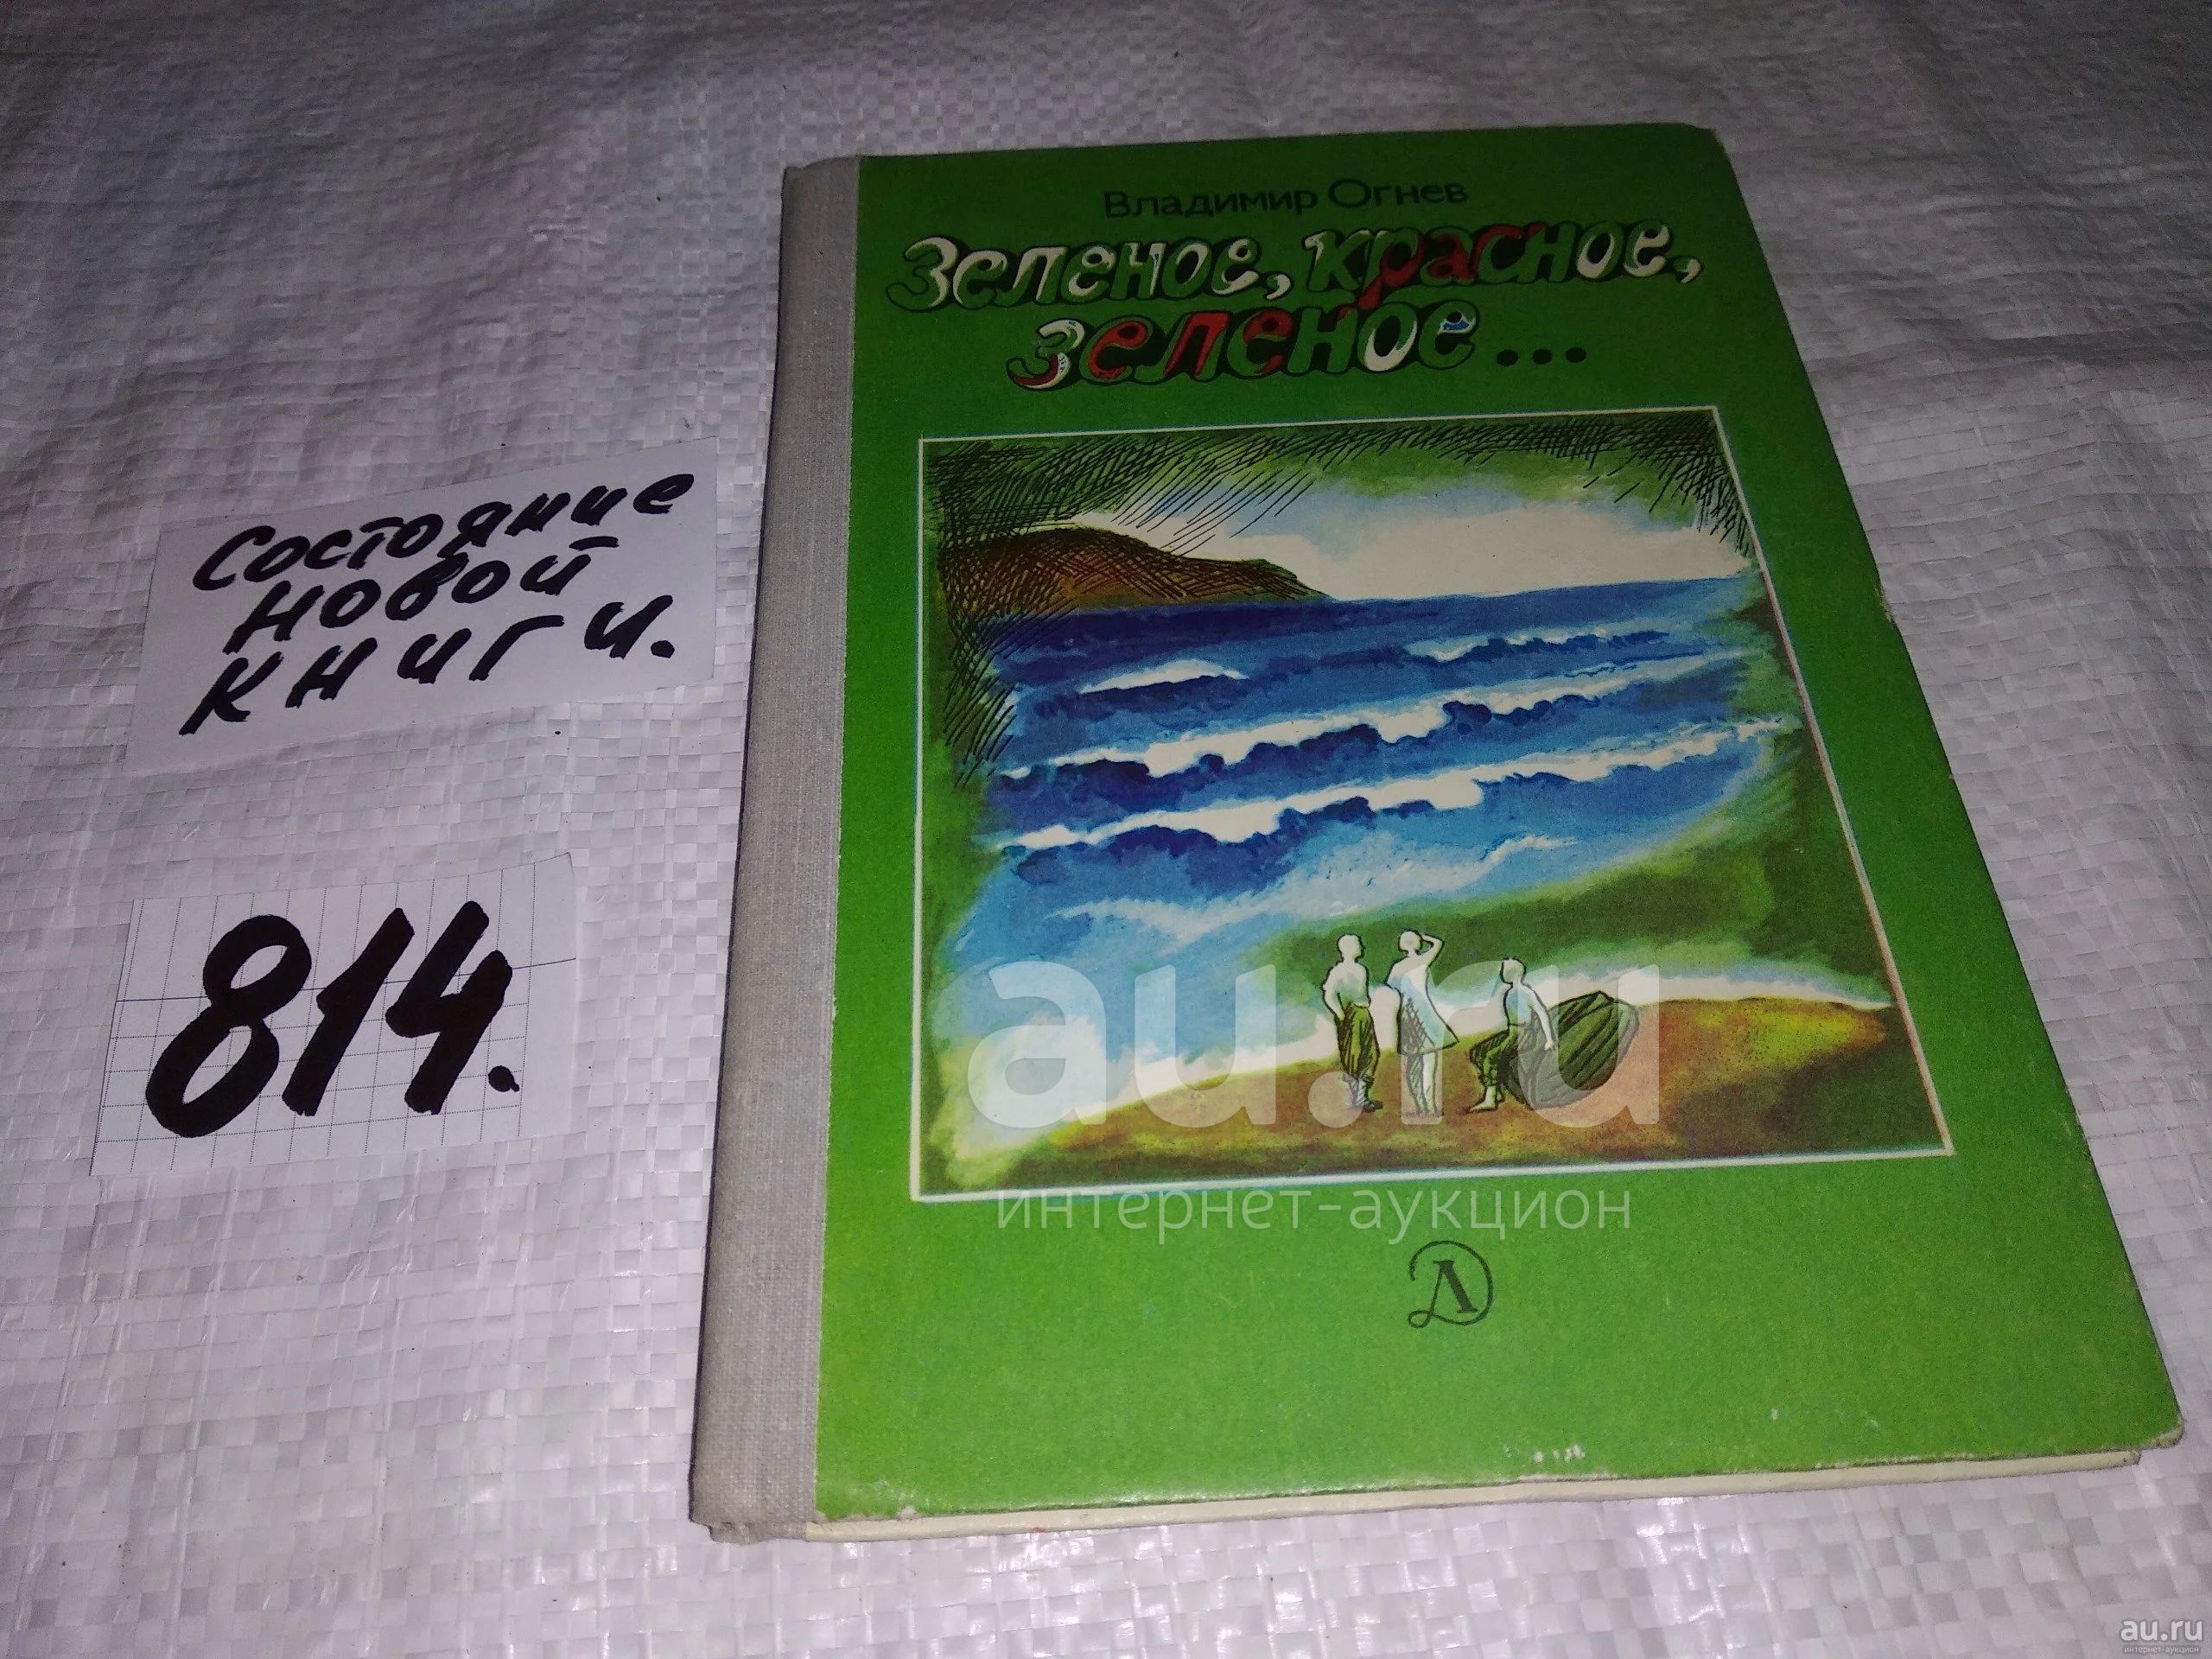 Владимир Огнев
Зеленое, красное,
зеленое...
Состояние
новой
книги.
814.
au.ru
интернет-аукцион
Д
au.ru
интернет-аукцион